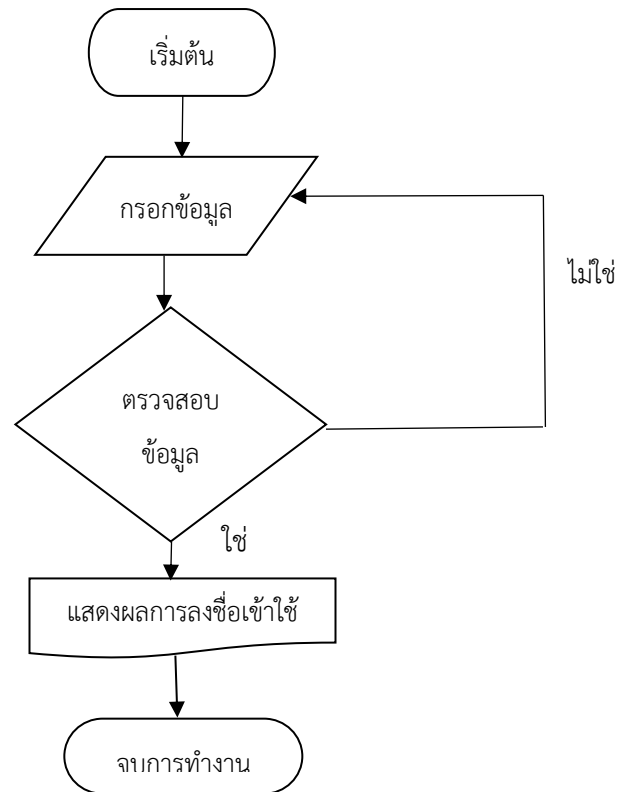 เริ่มต้น
กรอกข้อมูล
ไม่ใช่
ตรวจสอบ
ข้อมูล
ใช่
แสดงผลการลงชื่อเข้าใช้
จบการทำงาน